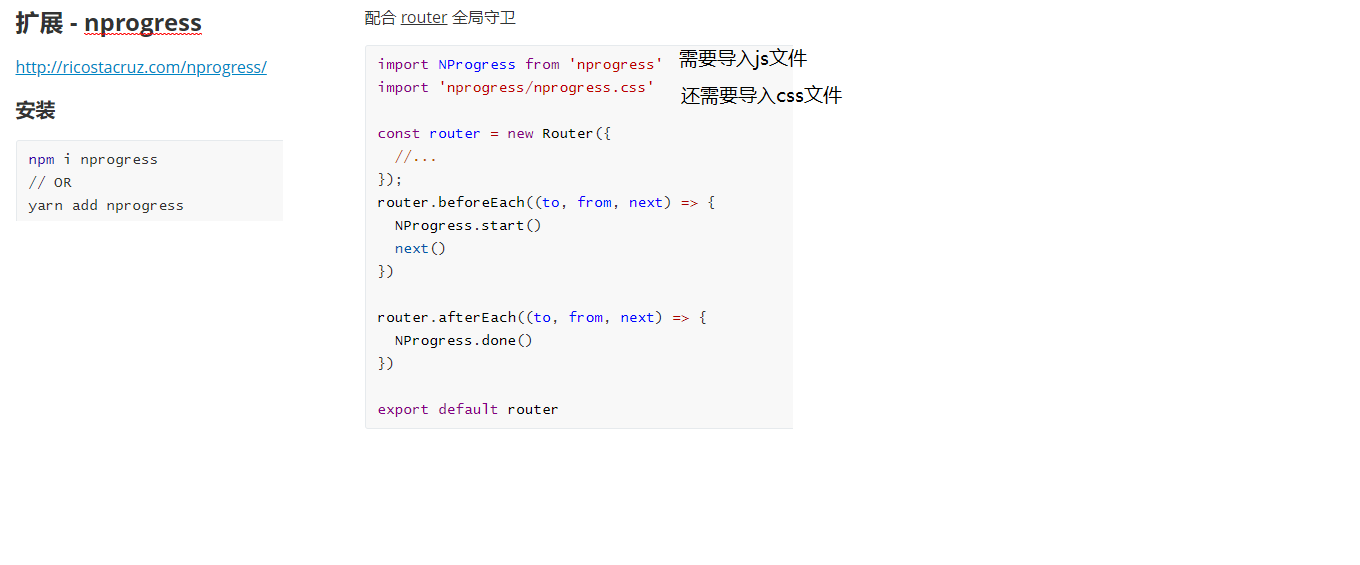 扩展 - nprogress
http://ricostacruz.com/nprogress/
安装
npm i nprogress
// OR
yarn add nprogress
配合 router 全局守卫
import NProgress from 'nprogress' 需要导入js文件
import 'nprogress/nprogress.css' 还需要导入css文件
const router = new Router({
  //...
});
router.beforeEach((to, from, next) => {
  NProgress.start()
  next()
})
router.afterEach((to, from, next) => {
  NProgress.done()
})
export default router